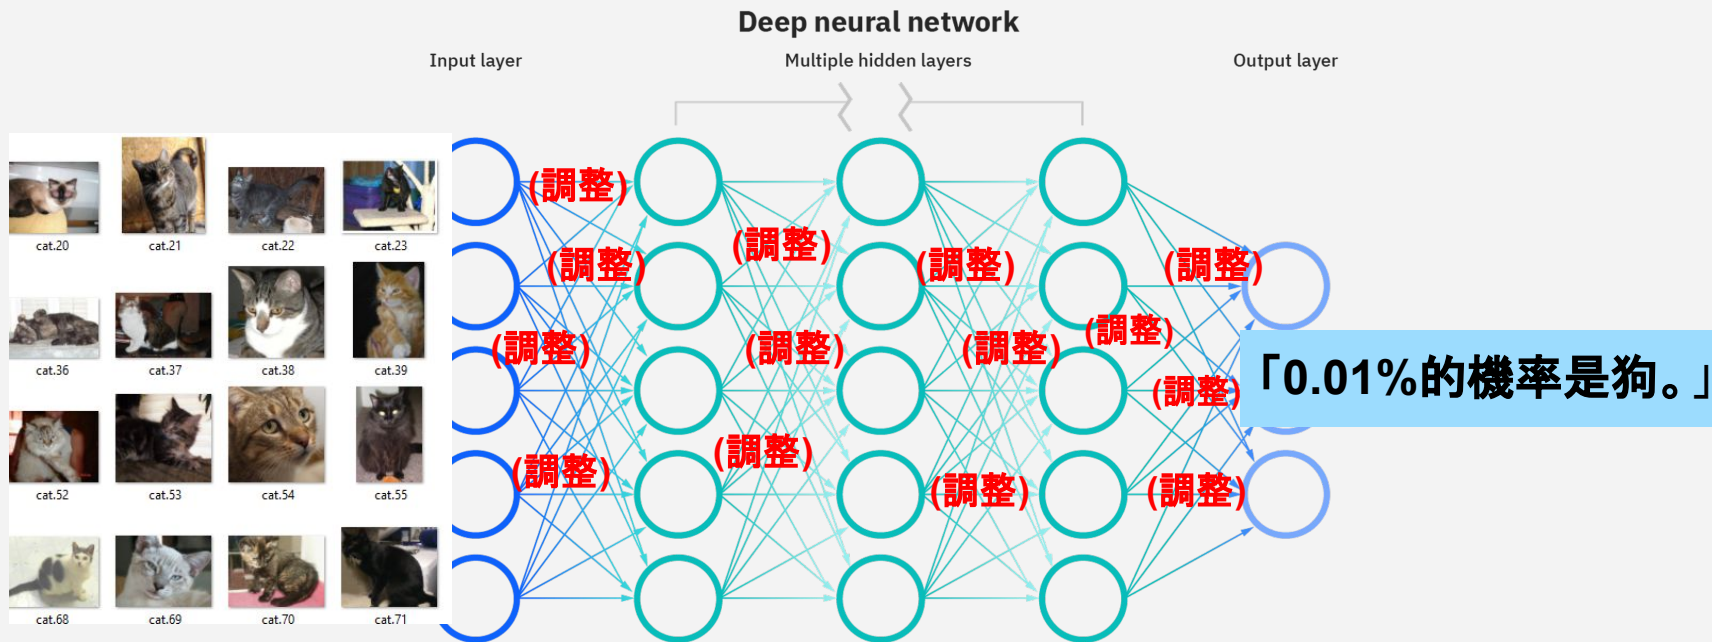 Deep neural network
Input layer
Multiple hidden layers
Output layer
cat.20
cat.21
cat.22
cat.23
cat.36
cat.37
cat.38
cat.39
cat.52
cat.53
cat.54
cat.55
cat.68
cat.69
cat.70
cat.71
(調整)
(調整)
(調整)
(調整)
(調整)
(調整)
(調整)
(調整)
(調整)
(調整)
(調整)
(調整)
(調整)
(調整)
「0.01%的機率是狗。」